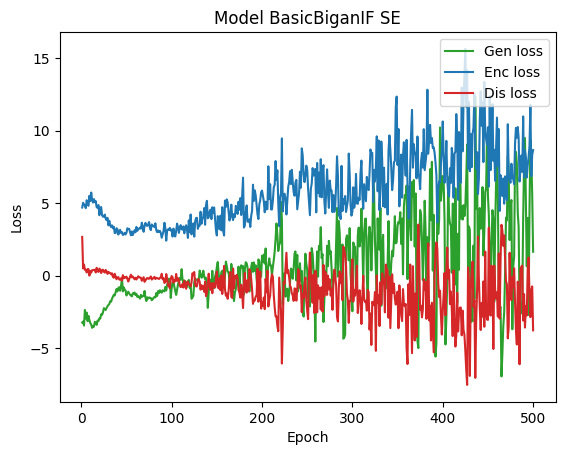 Model BasicBiganIF SE
Gen loss
Enc loss
Dis loss
15
10
5
0
−5
Loss
0
100
200
300
400
500
Epoch